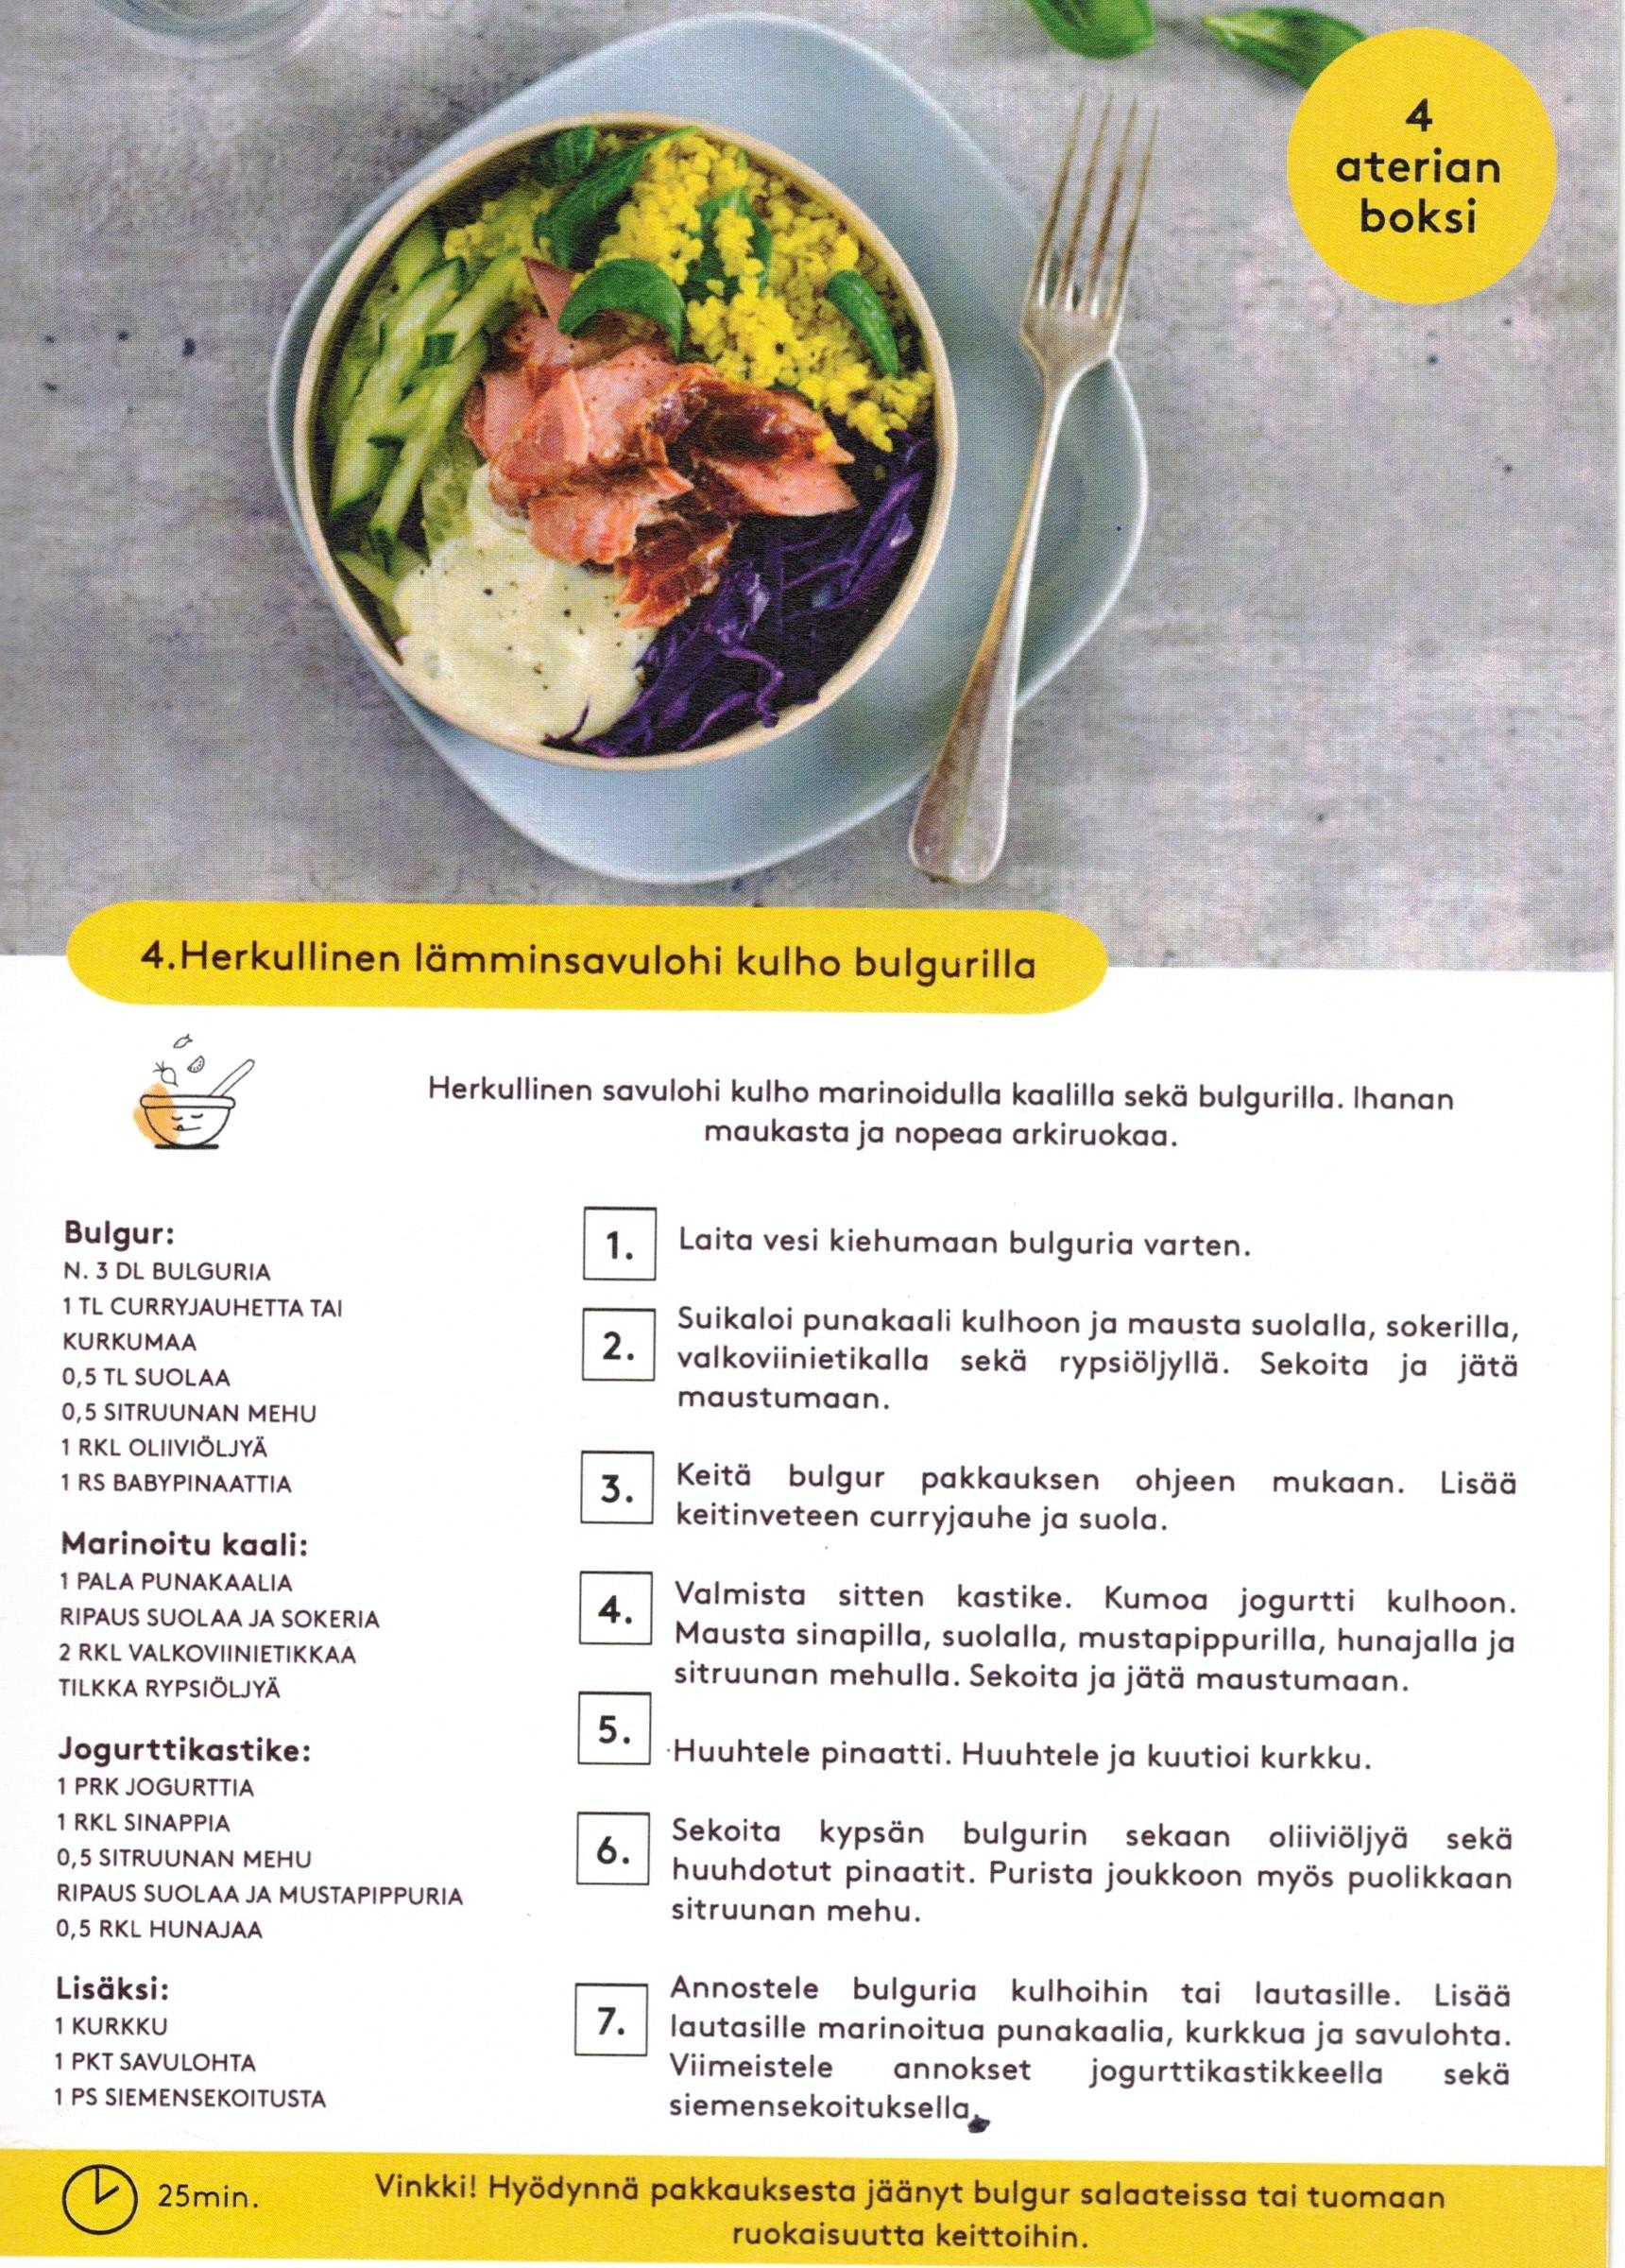 4
aterian
boksi
4.Herkullinen lämminsavulohi kulho bulgurilla
Herkullinen savulohi kulho marinoidulla kaalilla sekä bulgurilla. Ihanan
maukasta ja nopeaa arkiruokaa.
Bulgur:
N. 3 DL BULGURIA
1 TL CURRYJAUHETTA TAI
KURKUMAA
0,5 TL SUOLAA
0,5 SITRUUNAN MEHU
1 RKL OLIIVIÖLJYÄ
1 RS BABYPINAATTIA
Marinoitu kaali:
1 PALA PUNAKAALIA
RIPAUS SUOLAA JA SOKERIA
2 RKL VALKOVIINIETIKKAA
TILKKA RYPSIÖLJYÄ
Jogurttikastike:
1 PRK JOGURTTIA
1 RKL SINAPPIA
0,5 SITRUUNAN MEHU
RIPAUS SUOLAA JA MUSTAPIPPURIA
0,5 RKL HUNAJAA
Lisäksi:
1 KURKKU
1 PKT SAVULOHTA
1 PS SIEMENSEKOITUSTA
1. Laita vesi kiehumaan bulguria varten.
2. Suikaloi punakaali kulhoon ja mausta suolalla, sokerilla,
valkoviinietikalla sekä rypsiöljyllä. Sekoita ja jätä
maustumaan.
3. Keitä bulgur pakkauksen ohjeen mukaan. Lisää
keitinveteen curryjauhe ja suola.
4. Valmista sitten kastike. Kumoa jogurtti kulhoon.
Mausta sinapilla, suolalla, mustapippurilla, hunajalla ja
sitruunan mehulla. Sekoita ja jätä maustumaan.
5. Huuhtele pinaatti. Huuhtele ja kuutioi kurkku.
6. Sekoita kypsän bulgurin sekaan oliiviöljyä sekä
huuhdotut pinaatit. Purista joukkoon myös puolikkaan
sitruunan mehu.
7. Annostele bulguria kulhoihin tai lautasille. Lisää
lautasille marinoitua punakaalia, kurkkua ja savulohta.
Viimeistele annokset jogurttikastikkeella sekä
siemensekoituksella.
25min.
Vinkki! Hyödynnä pakkauksesta jäänyt bulgur salaateissa tai tuomaan
ruokaisuutta keittoihin.